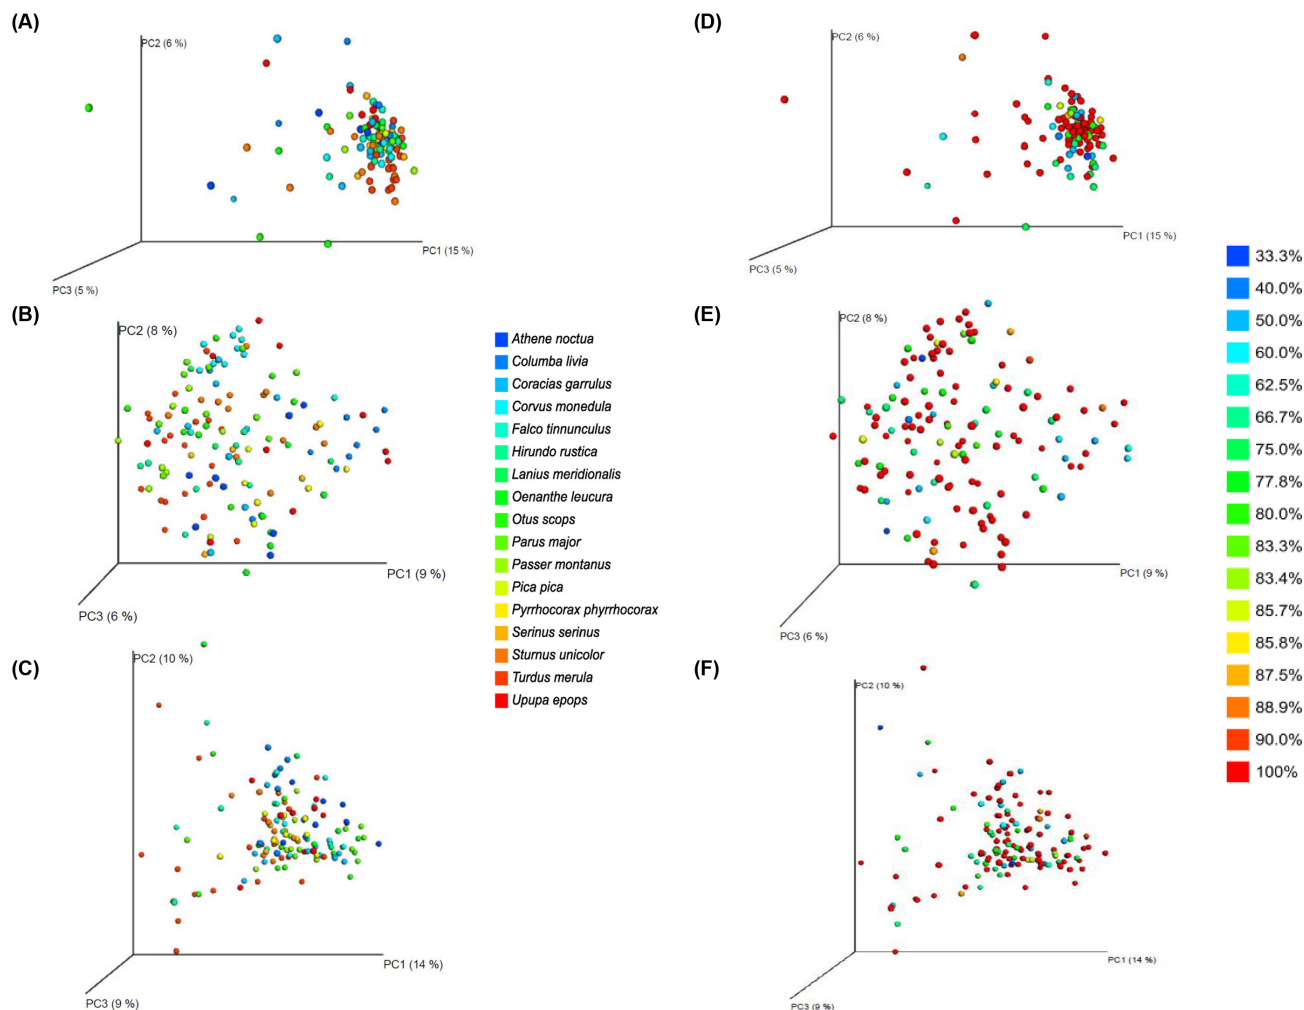 (A)
PC2 (6 %)
PC1 (15 %)
PC3 (5 %)
(B)
PC2 (8 %)
PC1 (9 %)
PC3 (6 %)
(C)
PC2 (10 %)
PC1 (14 %)
PC3 (9 %)
Athene noctua
Columba livia
Coracias garrulus
Corvus monedula
Falco tinnunculus
Hirundo rustica
Lanius meridionalis
Oenanthe leucura
Otus scops
Parus major
Passer montanus
Pica pica
Pyrrhocorax phyrrhocorax
Serinus serinus
Sturnus unicolor
Turdus merula
Upupa epops
(D)
PC2 (6 %)
PC1 (15 %)
PC3 (5 %)
(E)
PC2 (8 %)
PC1 (9 %)
PC3 (6 %)
(F)
PC2 (10 %)
PC1 (14 %)
PC3 (9 %)
33.3%
40.0%
50.0%
60.0%
62.5%
66.7%
75.0%
77.8%
80.0%
83.3%
83.4%
85.7%
85.8%
87.5%
88.9%
90.0%
100%